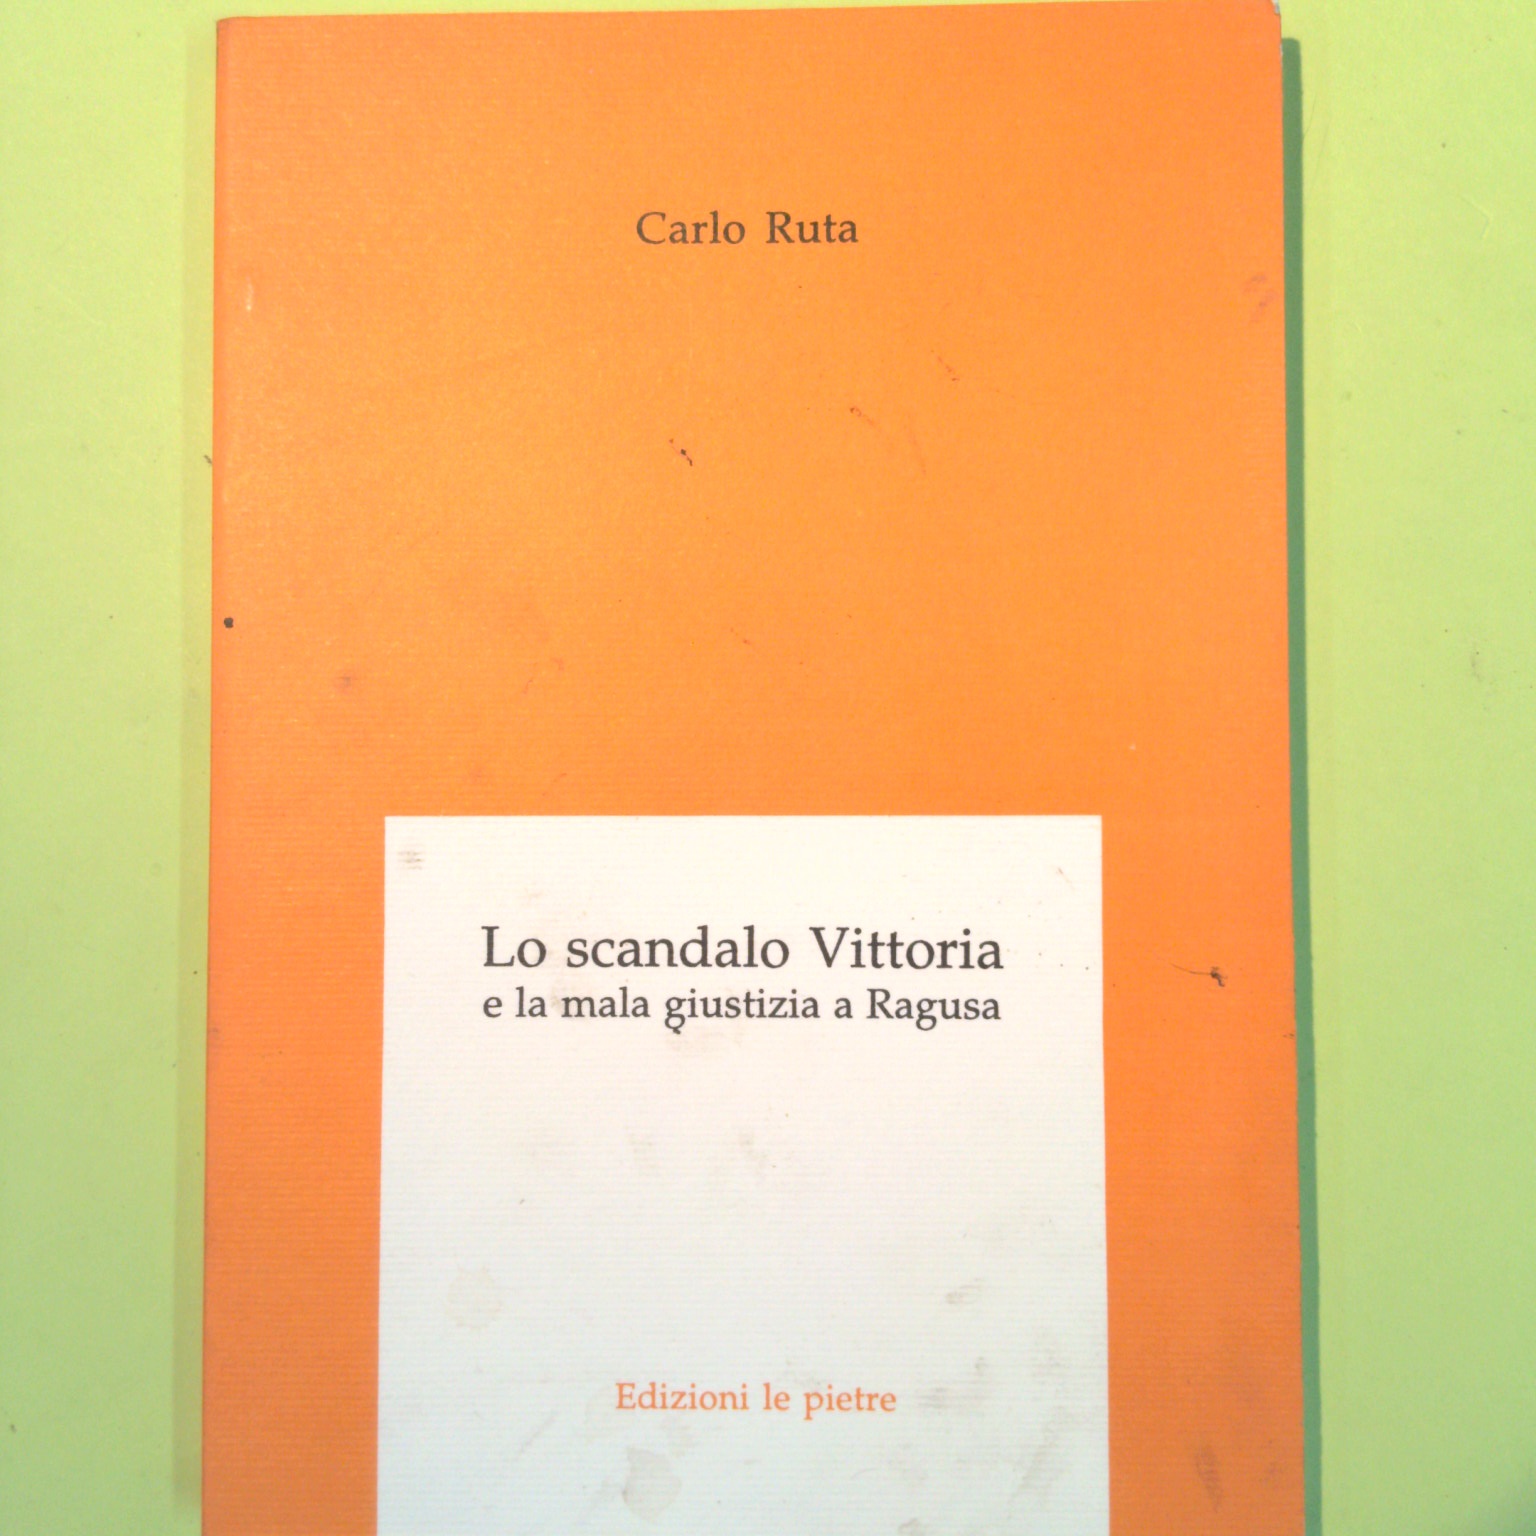 Carlo Ruta
Lo scandalo Vittoria
e la mala giustizia a Ragusa
Edizioni le pietre